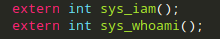 extern int sys_iam();
extern int sys_whoami();